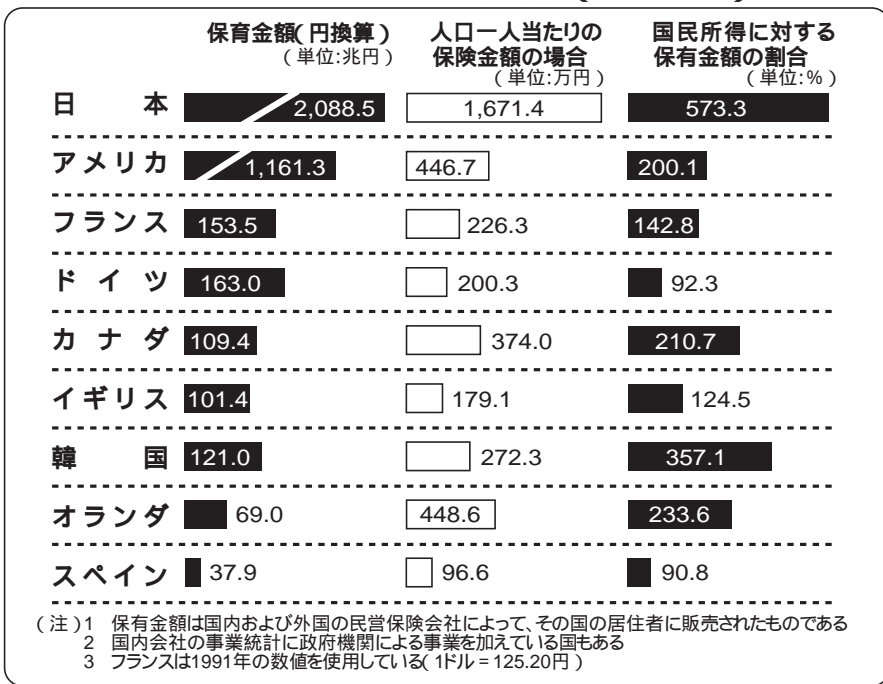 保育金額(円換算)
(単位:兆円)
人口一人当たりの
保険金額の場合
(単位:万円)
国民所得に対する
保有金額の割合
(単位:%)
日 本 2,088.5 1,671.4 573.3
アメリカ 1,161.3 446.7 200.1
フランス 153.5 226.3 142.8
ドイツ 163.0 200.3 92.3
カナダ 109.4 374.0 210.7
イギリス 101.4 179.1 124.5
韓 国 121.0 272.3 357.1
オランダ 69.0 448.6 233.6
スペイン 37.9 96.6 90.8
(注)1 保有金額は国内および外国の民営保険会社によって、その国の居住者に販売されたものである
2 国内会社の事業統計に政府機関による事業を加えている国もある
3 フランスは1991年の数値を使用している(1ドル=125.20円)